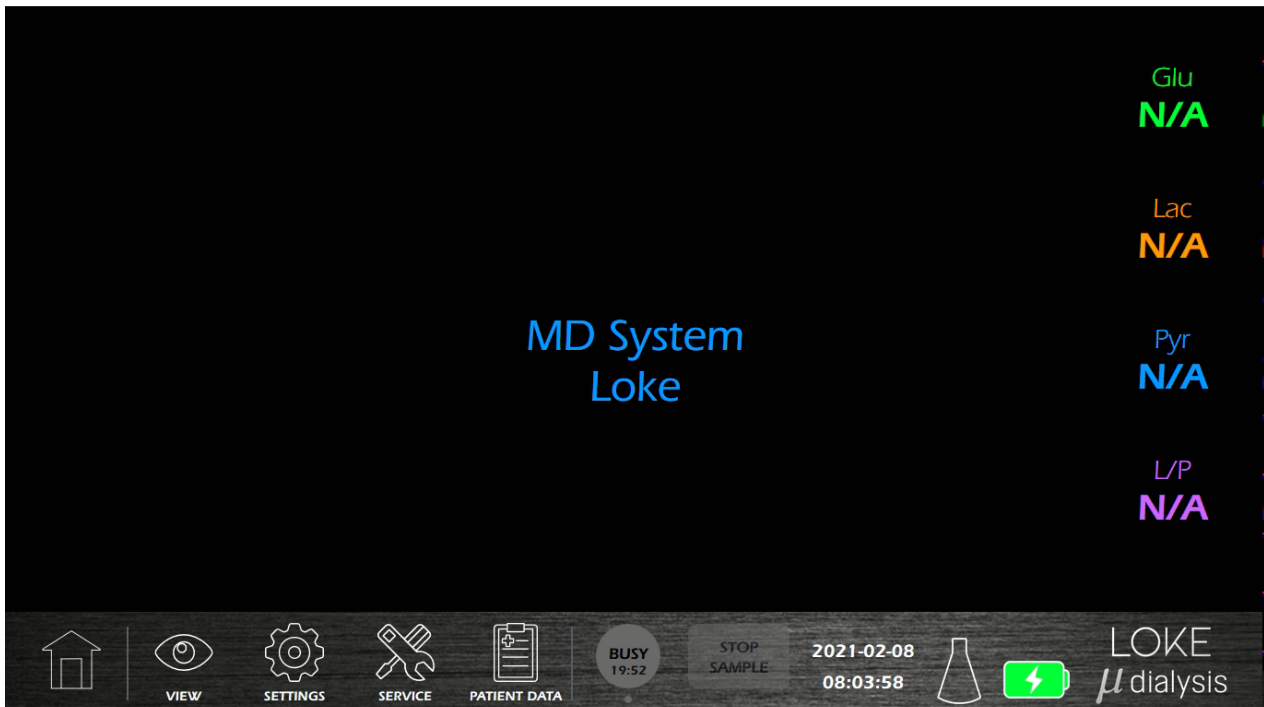 Glu
N/A
Lac
N/A
MD System
Loke
Pyr
N/A
L/P
N/A
VIEW
SETTINGS
SERVICE
PATIENT DATA
BUSY
19:52
STOP
SAMPLE
2021-02-08
08:03:58
LOKE
μ dialysis